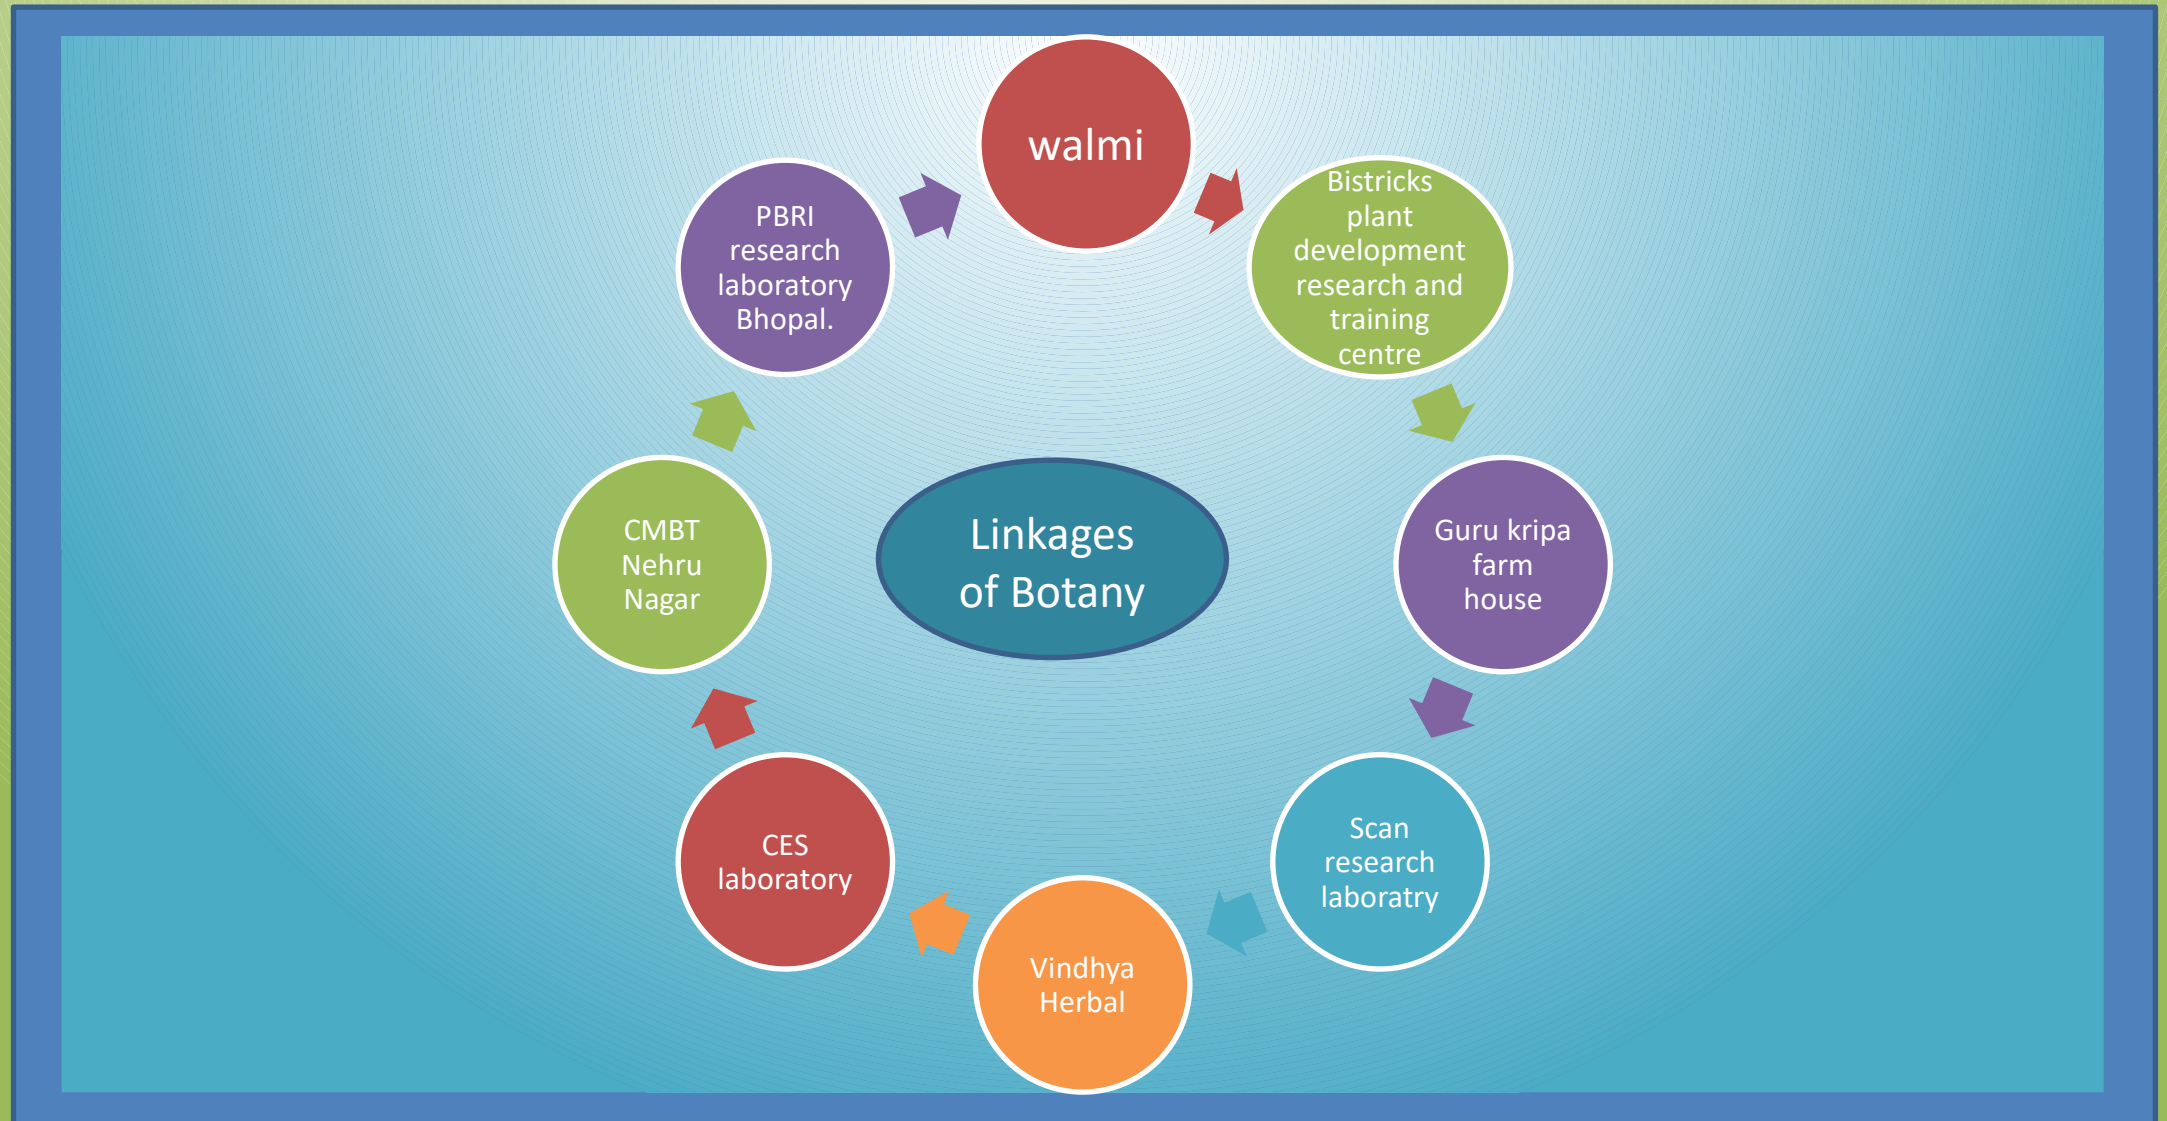 walmi
Bistricks
plant
development
research and
training
centre
Guru kripa
farm
house
Scan
research
laboratry
Vindhya
Herbal
CES
laboratory
CMBT
Nehru
Nagar
PBRI
research
laboratory
Bhopal.
Linkages
of Botany